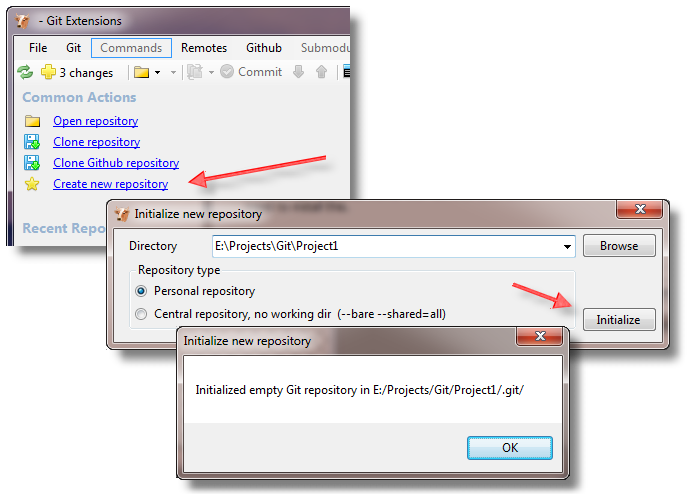 - Git Extensions
File Git Commands Remotes Github Submodu
3 changes Commit
Common Actions
Open repository
Clone repository
Clone Github repository
Create new repository
Recent Repo
Initialize new repository
Directory E:\Projects\Git\Project1 Browse
Repository type
Personal repository
Central repository, no working dir (--bare --shared=all)
Initialize
Initialize new repository
Initialized empty Git repository in E:/Projects/Git/Project1/.git/
OK